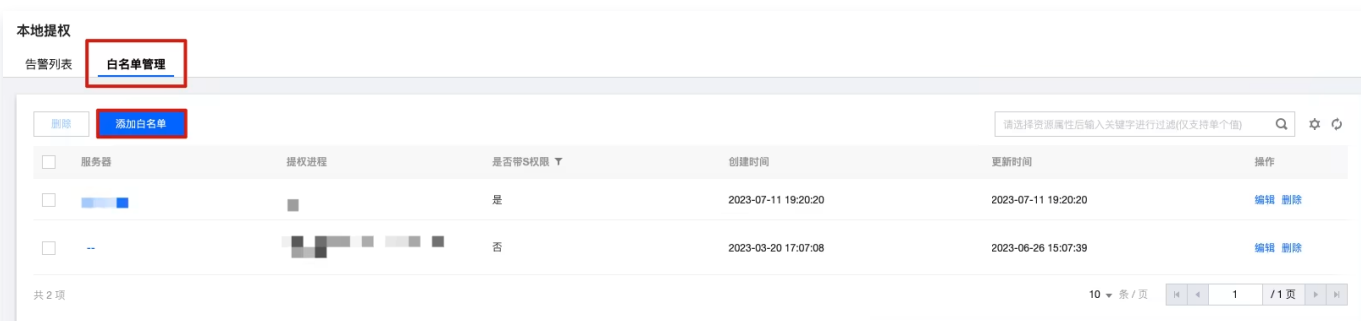 本地提权
告警列表 白名单管理
删除 添加白名单 请选择资源属性后输入关键字进行过滤(仅支持单个值)
服务器 提权进程 是否带S权限 创建时间 更新时间 操作
是 2023-07-11 19:20:20 2023-07-11 19:20:20 编辑 删除
-- 否 2023-03-20 17:07:08 2023-06-26 15:07:39 编辑 删除
共 2 项 10 条 / 页 1 / 1 页